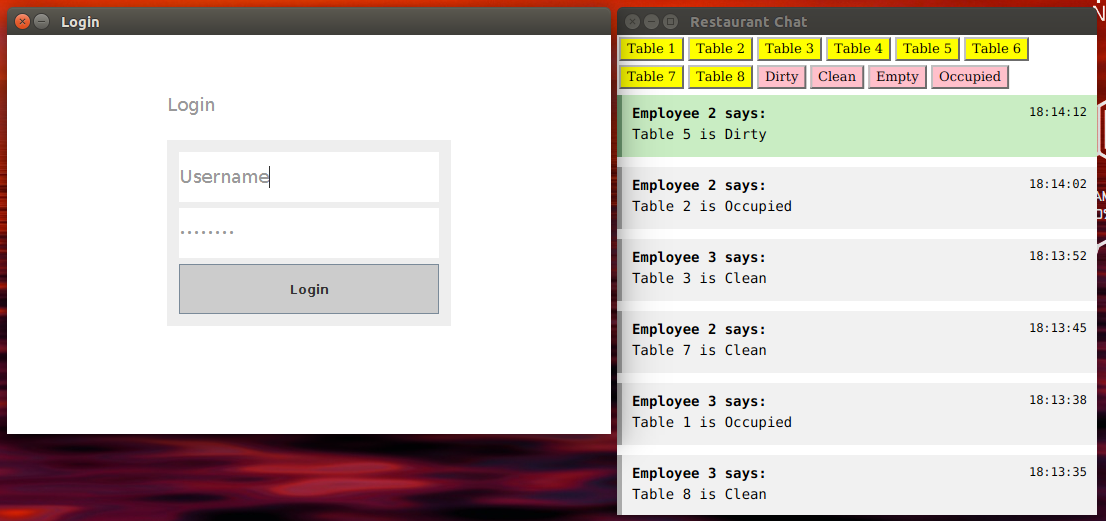 Login
Login
Username
Login
Restaurant Chat
Table 1 Table 2 Table 3 Table 4 Table 5 Table 6
Table 7 Table 8 Dirty Clean Empty Occupied
Employee 2 says: 18:14:12
Table 5 is Dirty
Employee 2 says: 18:14:02
Table 2 is Occupied
Employee 3 says: 18:13:52
Table 3 is Clean
Employee 2 says: 18:13:45
Table 7 is Clean
Employee 3 says: 18:13:38
Table 1 is Occupied
Employee 3 says: 18:13:35
Table 8 is Clean